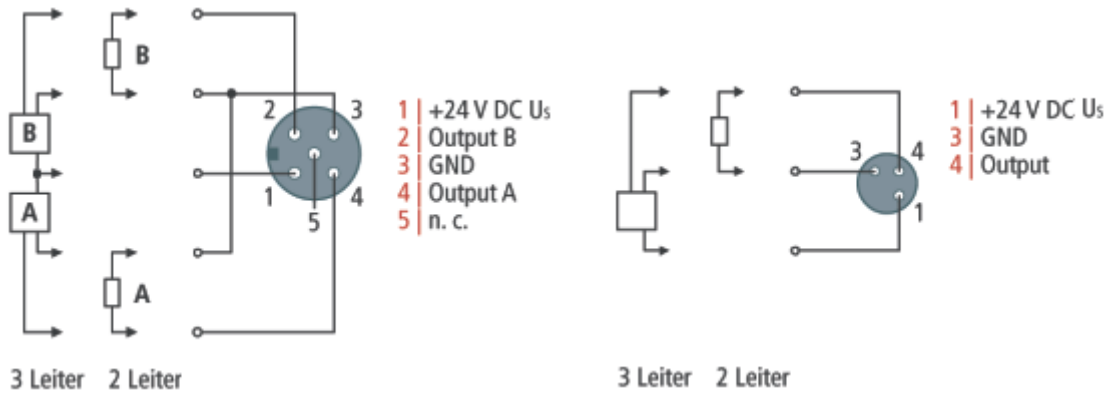 B
B
A
A
2
3
1
4
5
1 | +24 V DC Us
2 | Output B
3 | GND
4 | Output A
5 | n. c.
3 Leiter 2 Leiter
3
4
1
1 | +24 V DC Us
3 | GND
4 | Output
3 Leiter 2 Leiter